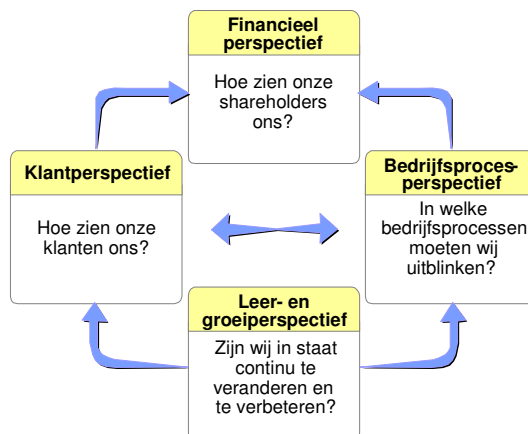 Financieel
perspectief
Hoe zien onze
shareholders
ons?
Klantperspectief
Hoe zien onze
klanten ons?
Bedrijfsproces-
perspectief
In welke
bedrijfsprocessen
moeten wij
uitblinken?
Leer- en
groeiperspectief
Zijn wij in staat
continu te
veranderen en
te verbeteren?